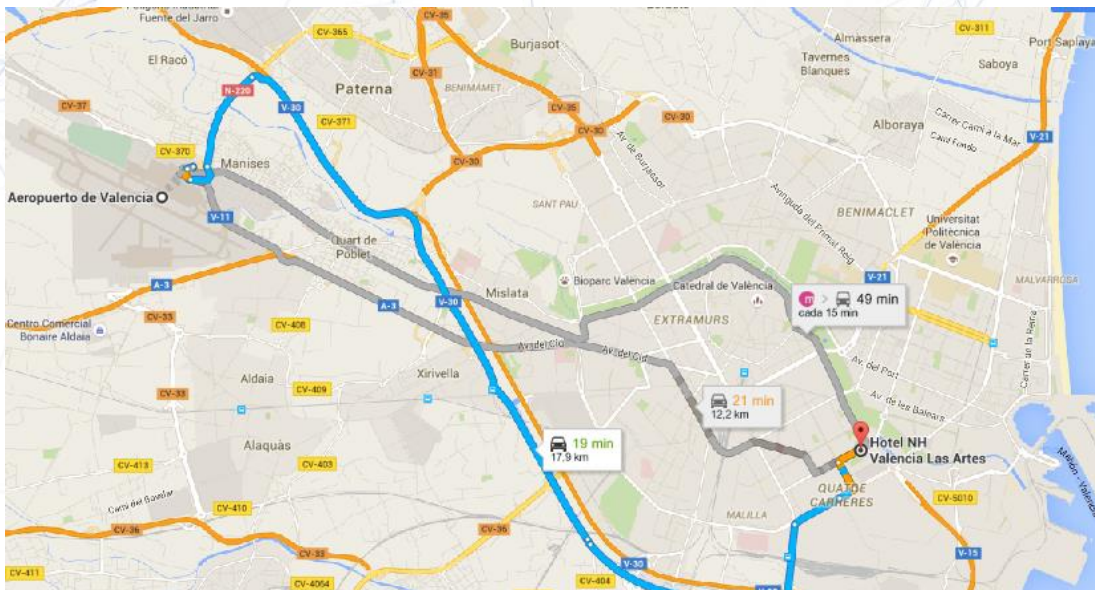 Fuente del Jarro
CV-365
CV-35
Burjasot
Almassera
CV-311
Port Saplaya
El Racó
CV-31
Tavernes
Blanques
Saboya
N-220
Paterna
BENIMAMET
V-30
CV-35
CV-37
CV-371
CV-30
CV-30
Alboraya
Carrer Camí a la Mar
Camí Fondo
V-21
CV-370
Manises
CV-30
Av. de Burjassot
Aeropuerto de Valencia
SANT PAU
Avinguda del Primat Reig
BENIMACLET
Universitat
Politècnica
de València
V-11
Quart de
Poblet
V-21
MALVARROSA
A-3
Bioparc Valencia
Catedral de València
V-30
Mislata
49 min
cada 15 min
A-3
EXTRAMURS
CV-33
Centro Comercial
Bonaire Aldaia
CV-408
Av. del Cid
Av. del Cid
Carrer de la Reina
Av. del Port
Aldaia
CV-409
Xirivella
21 min
12,2 km
Av. de les Balears
CV-33
Alaquàs
19 min
17,9 km
Hotel NH
Valencia Las Artes
CV-413
CV-403
QUATRE
CARRERES
CV-5010
Camí del Bovalar
CV-410
MALILLA
CV-36
CV-33
CV-36
V-30
V-15
CV-411
CV-4064
CV-404